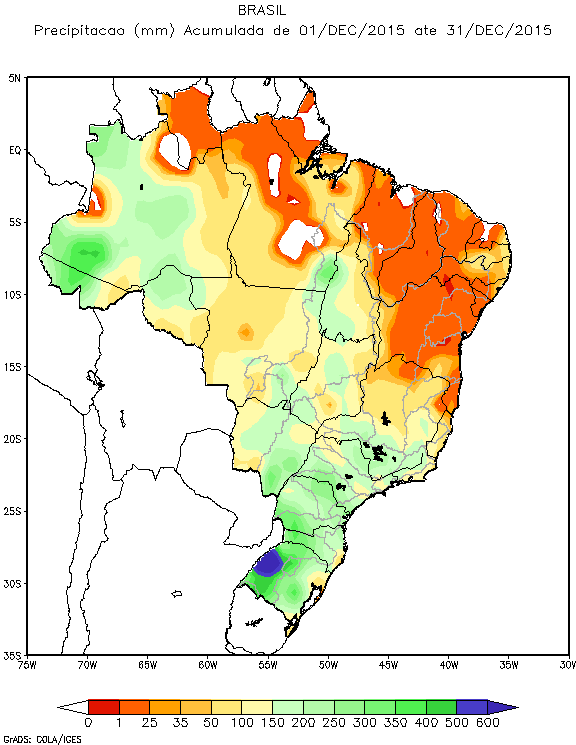 BRASIL
Precipitacao (mm) Acumulada de 01/DEC/2015 ate 31/DEC/2015
5N
EQ
5S
10S
15S
20S
25S
30S
35S
75W 70W 65W 60W 55W 50W 45W 40W 35W 30W
0 1 25 35 50 100 150 200 300 400 500 600
GrADS: COLA/IGES